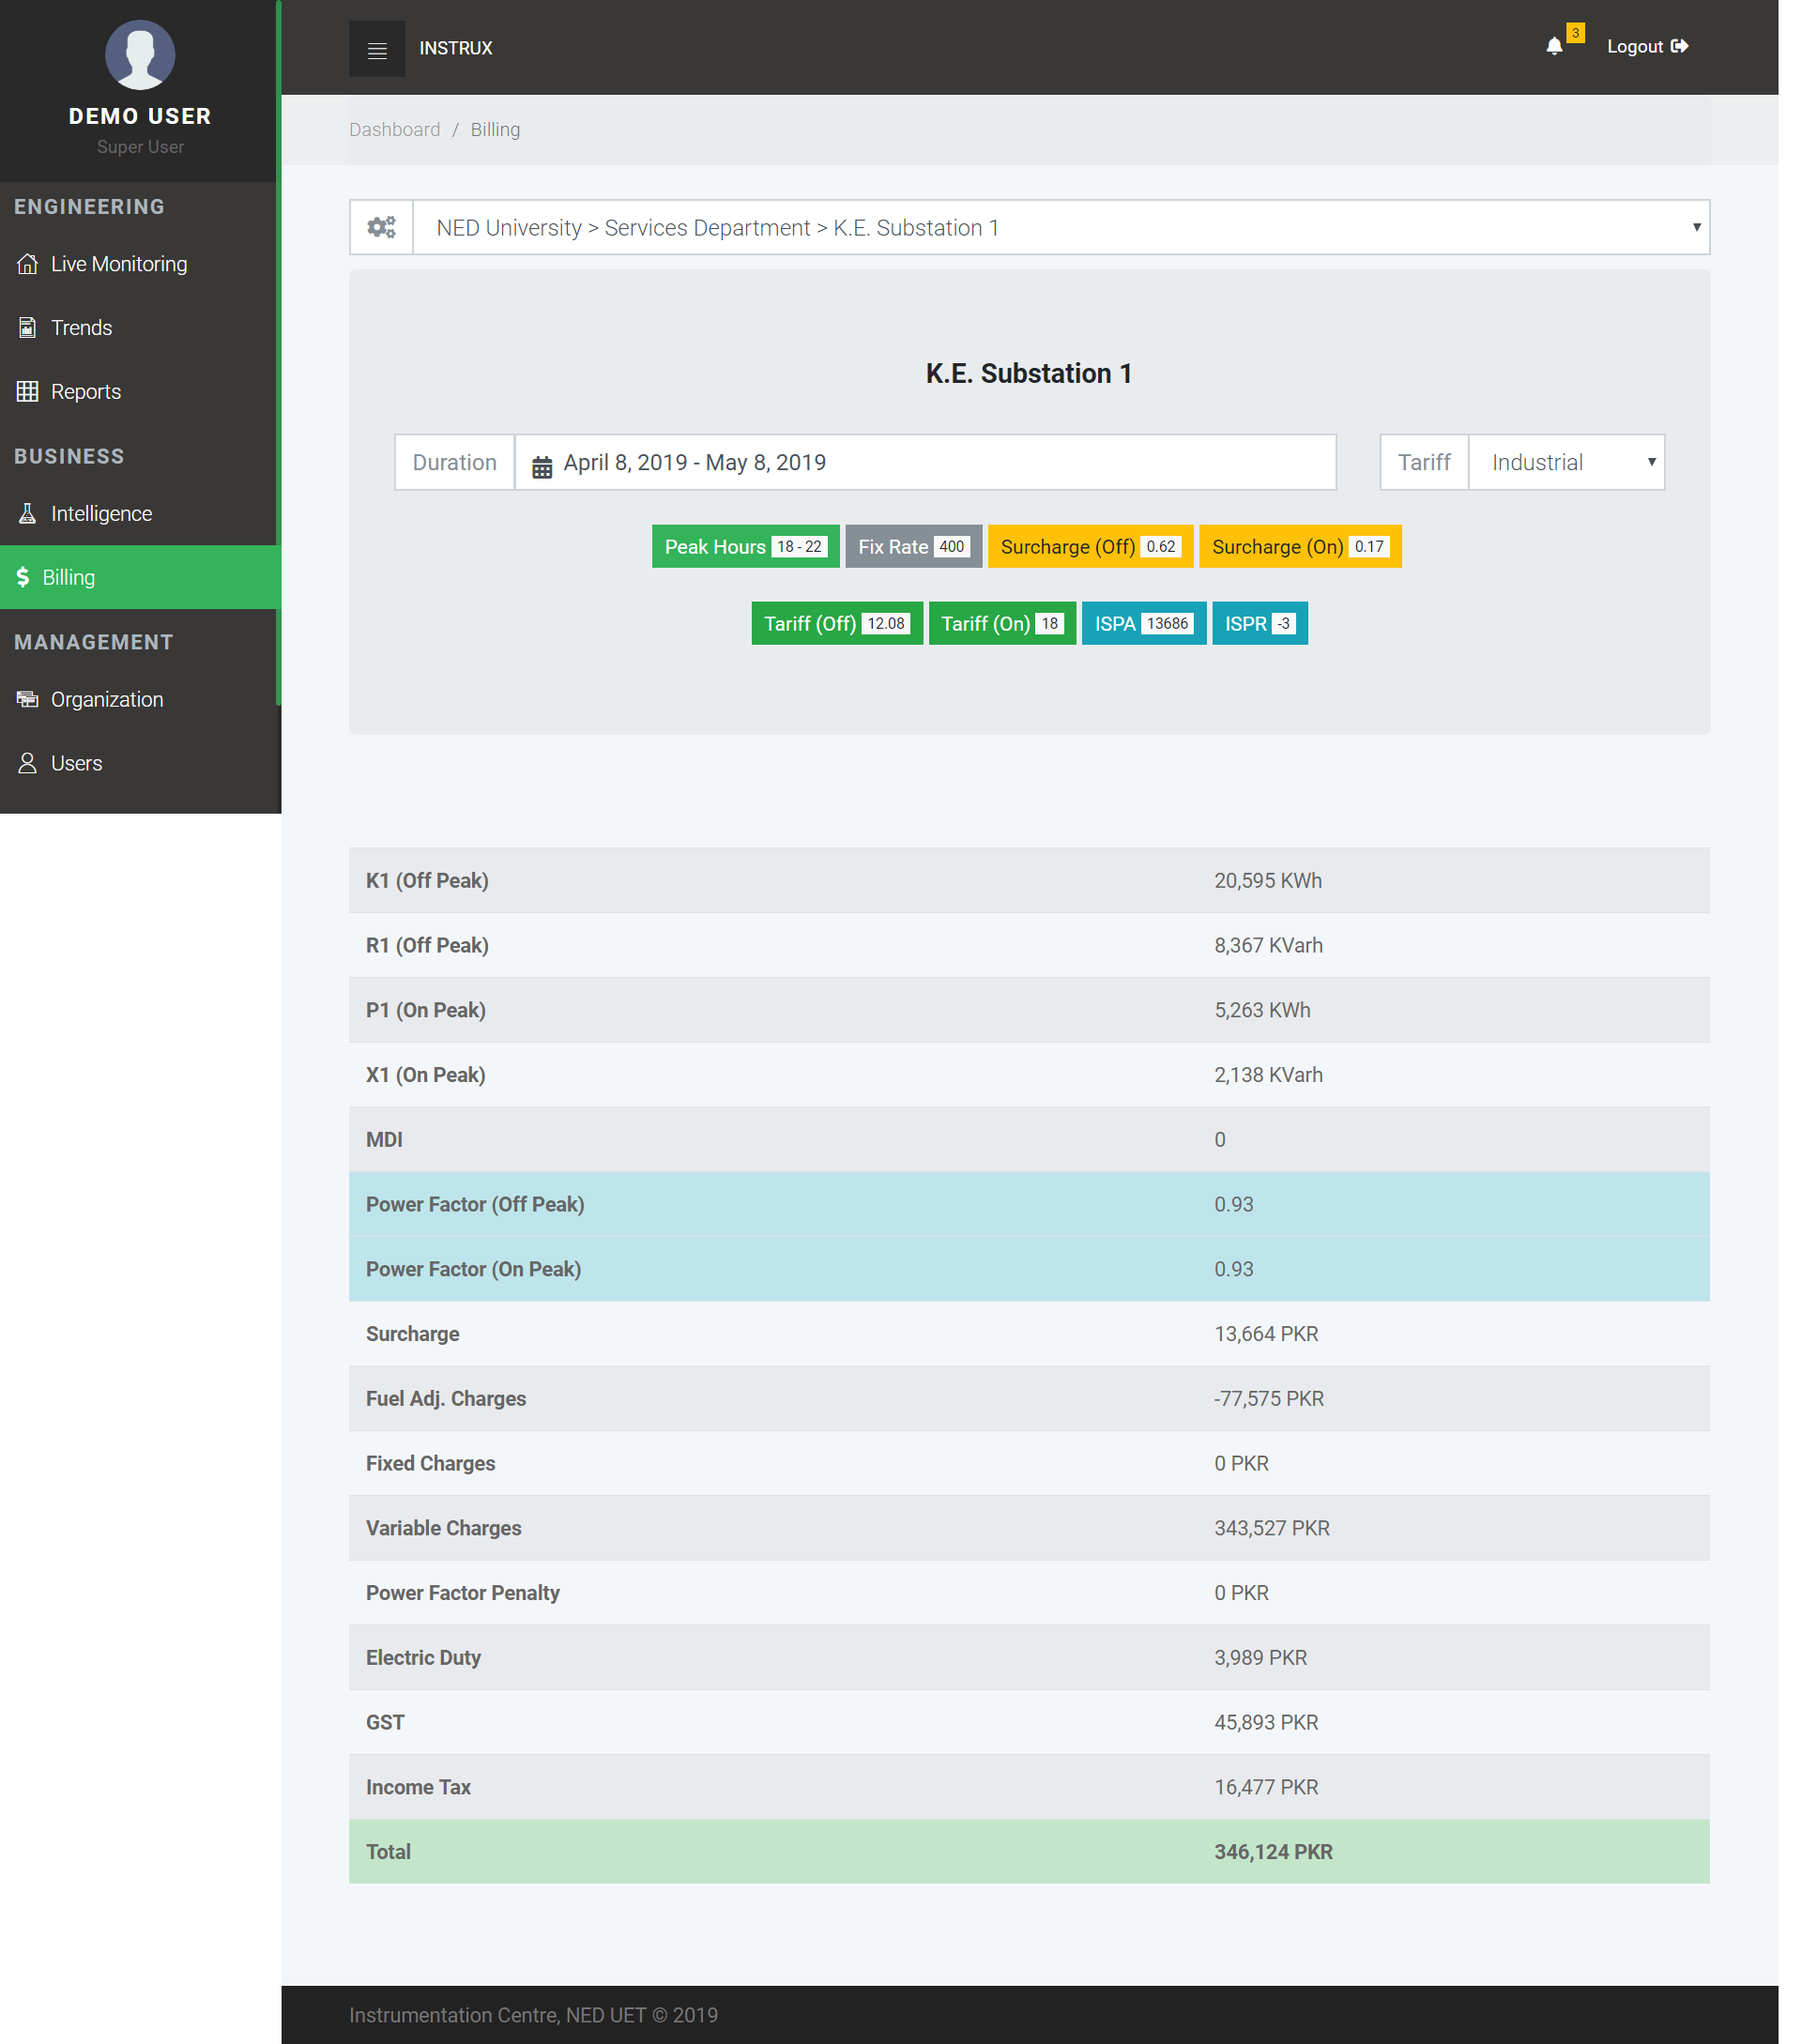 DEMO USER
Super User
ENGINEERING
Live Monitoring
Trends
Reports
BUSINESS
Intelligence
$ Billing
MANAGEMENT
Organization
Users
INSTRUX
3
Logout
Dashboard / Billing
NED University > Services Department > K.E. Substation 1
K.E. Substation 1
Duration April 8, 2019 - May 8, 2019 Tariff Industrial
Peak Hours 18 - 22 Fix Rate 400 Surcharge (Off) 0.62 Surcharge (On) 0.17
Tariff (Off) 12.08 Tariff (On) 18 ISPA 13686 ISPR -3
K1 (Off Peak) 20,595 KWh
R1 (Off Peak) 8,367 KVarh
P1 (On Peak) 5,263 KWh
X1 (On Peak) 2,138 KVarh
MDI 0
Power Factor (Off Peak) 0.93
Power Factor (On Peak) 0.93
Surcharge 13,664 PKR
Fuel Adj. Charges -77,575 PKR
Fixed Charges 0 PKR
Variable Charges 343,527 PKR
Power Factor Penalty 0 PKR
Electric Duty 3,989 PKR
GST 45,893 PKR
Income Tax 16,477 PKR
Total 346,124 PKR
Instrumentation Centre, NED UET © 2019